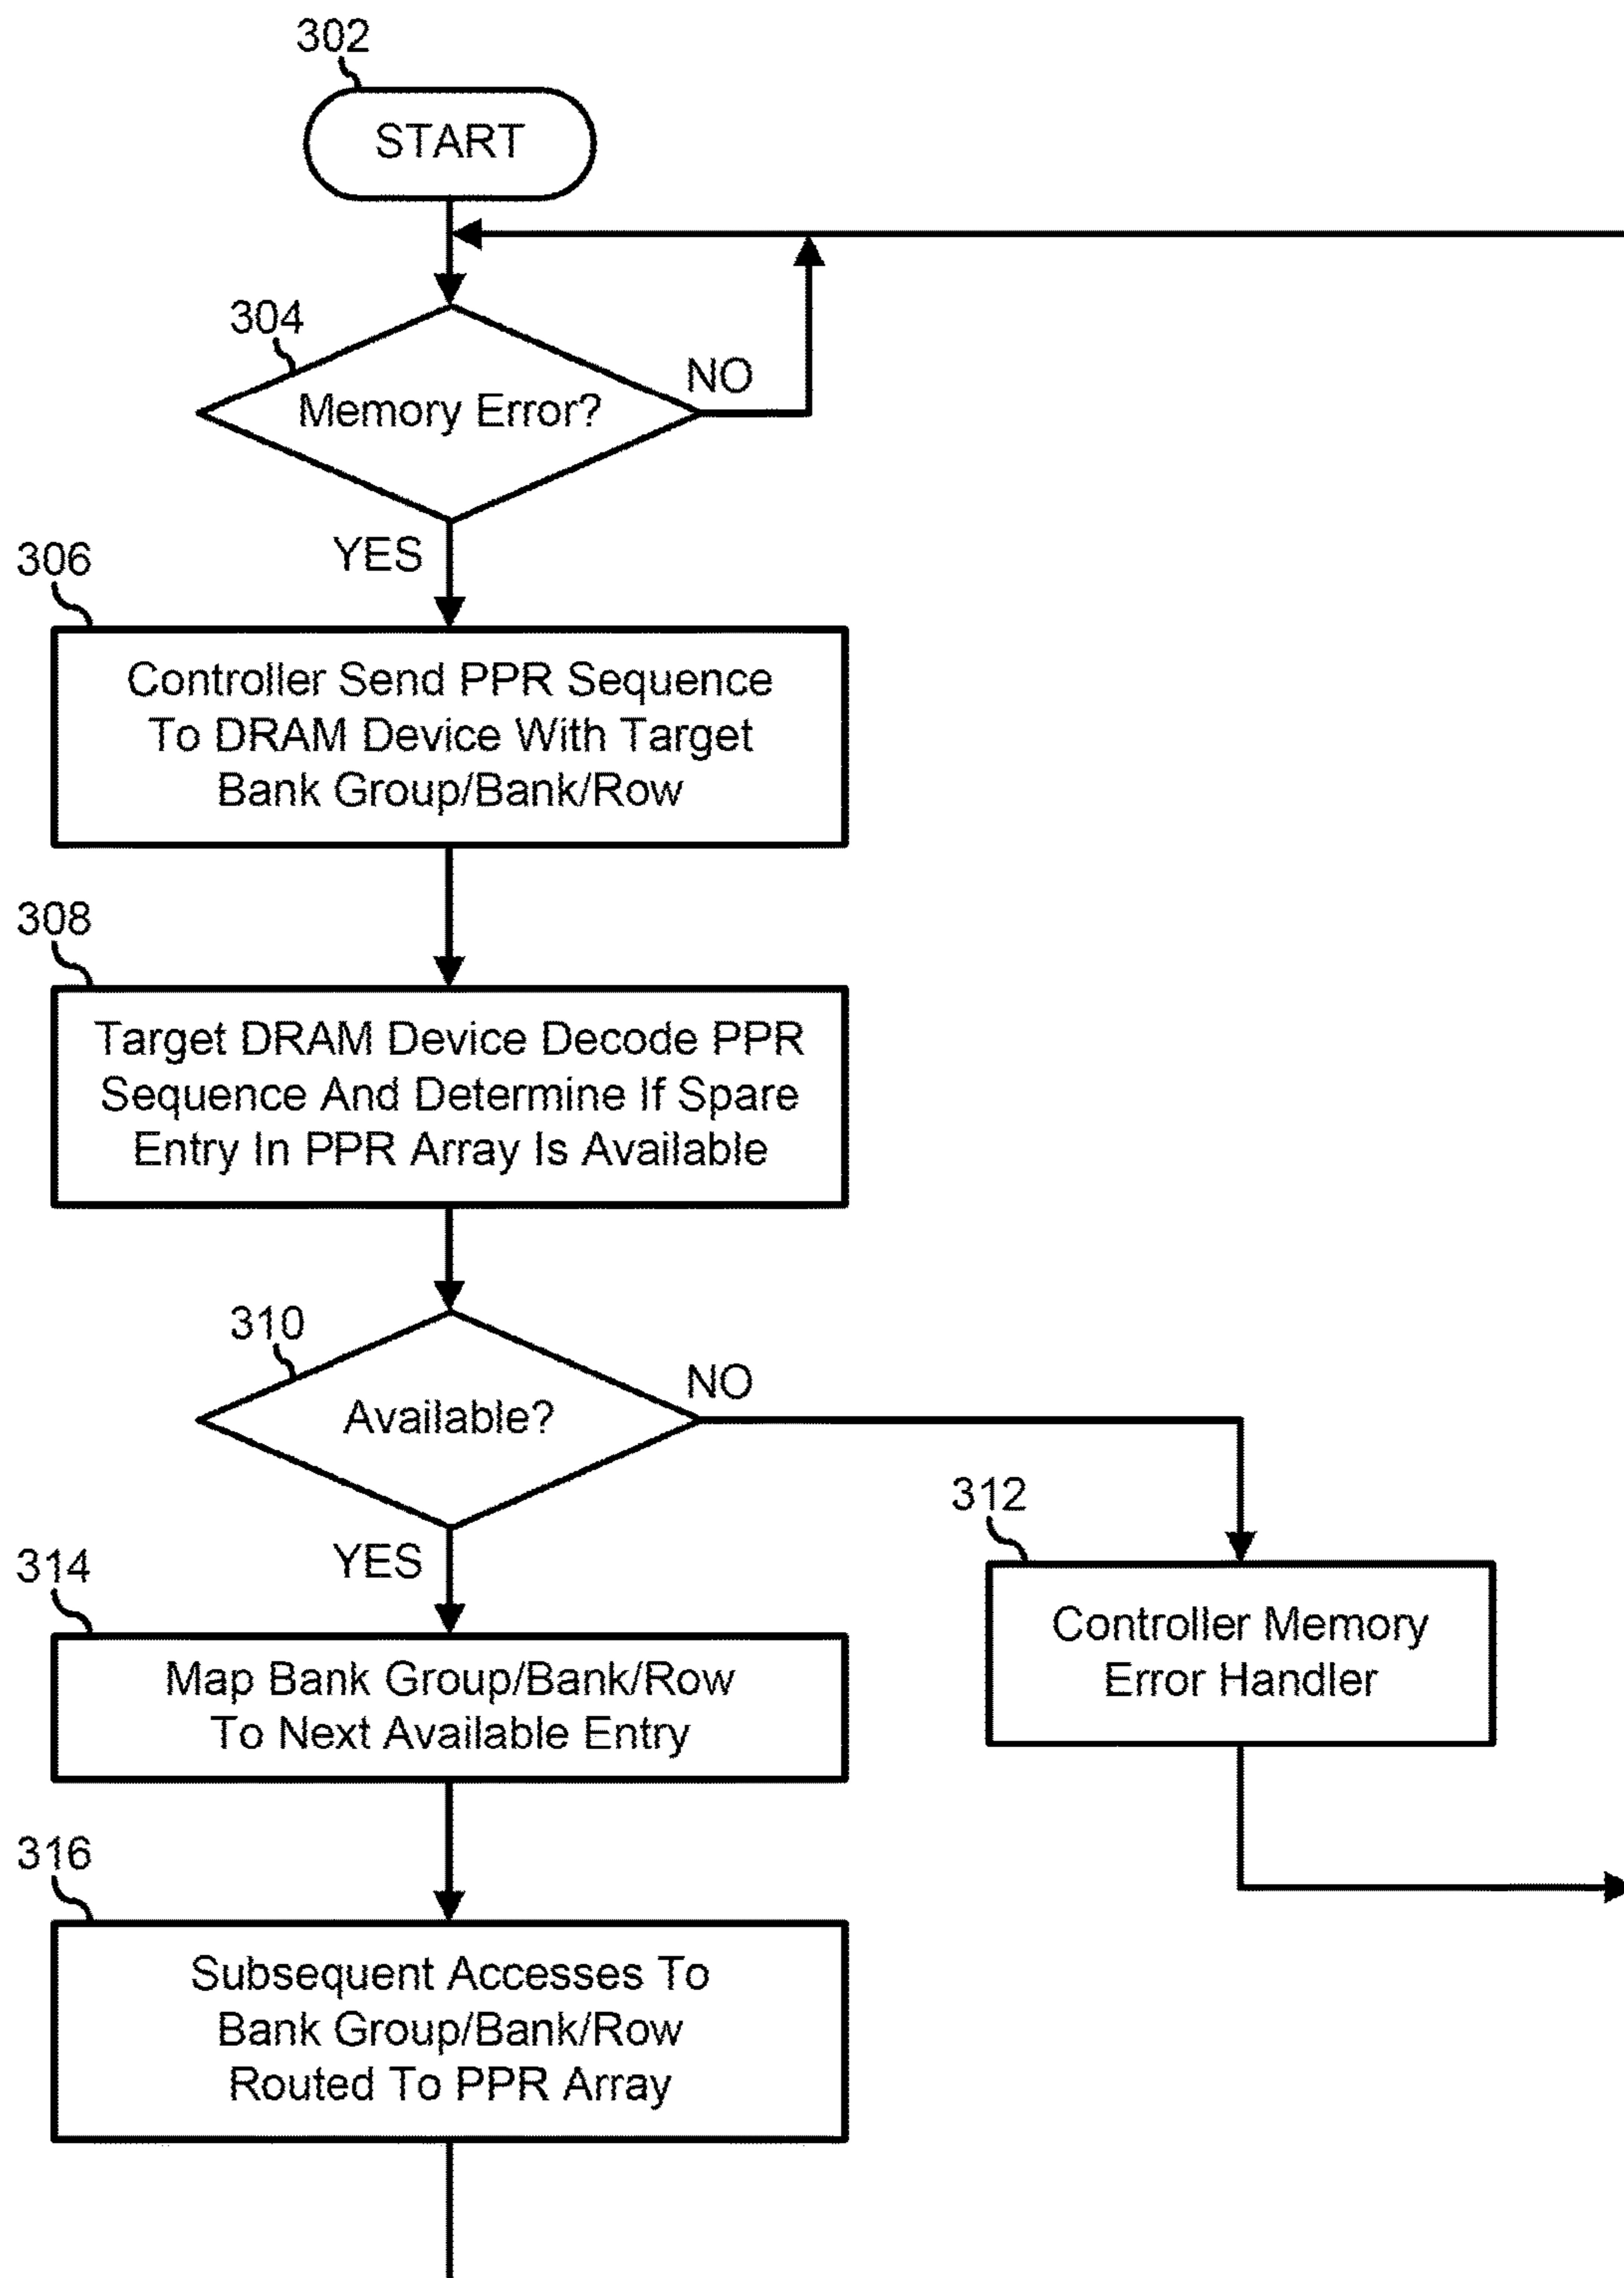 302
START
304
Memory Error?
NO
YES
306
Controller Send PPR Sequence
To DRAM Device With Target
Bank Group/Bank/Row
308
Target DRAM Device Decode PPR
Sequence And Determine If Spare
Entry In PPR Array Is Available
310
Available?
NO
YES
312
Controller Memory
Error Handler
314
Map Bank Group/Bank/Row
To Next Available Entry
316
Subsequent Accesses To
Bank Group/Bank/Row
Routed To PPR Array